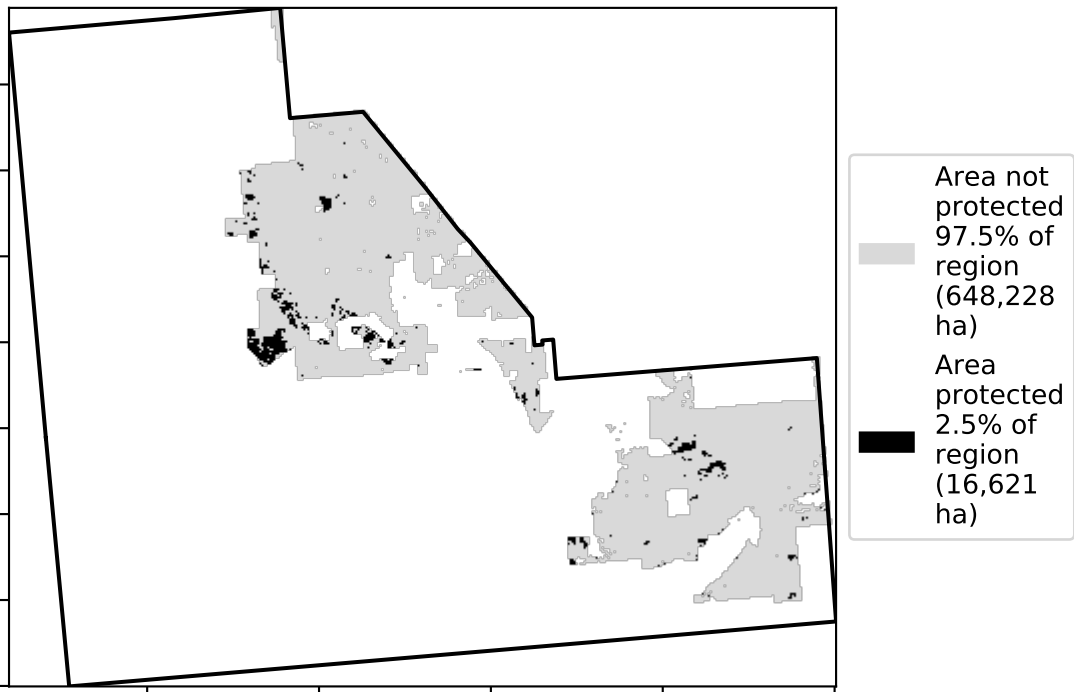 Area not
protected
97.5% of
region
(648,228
ha)
Area
protected
2.5% of
region
(16,621
ha)